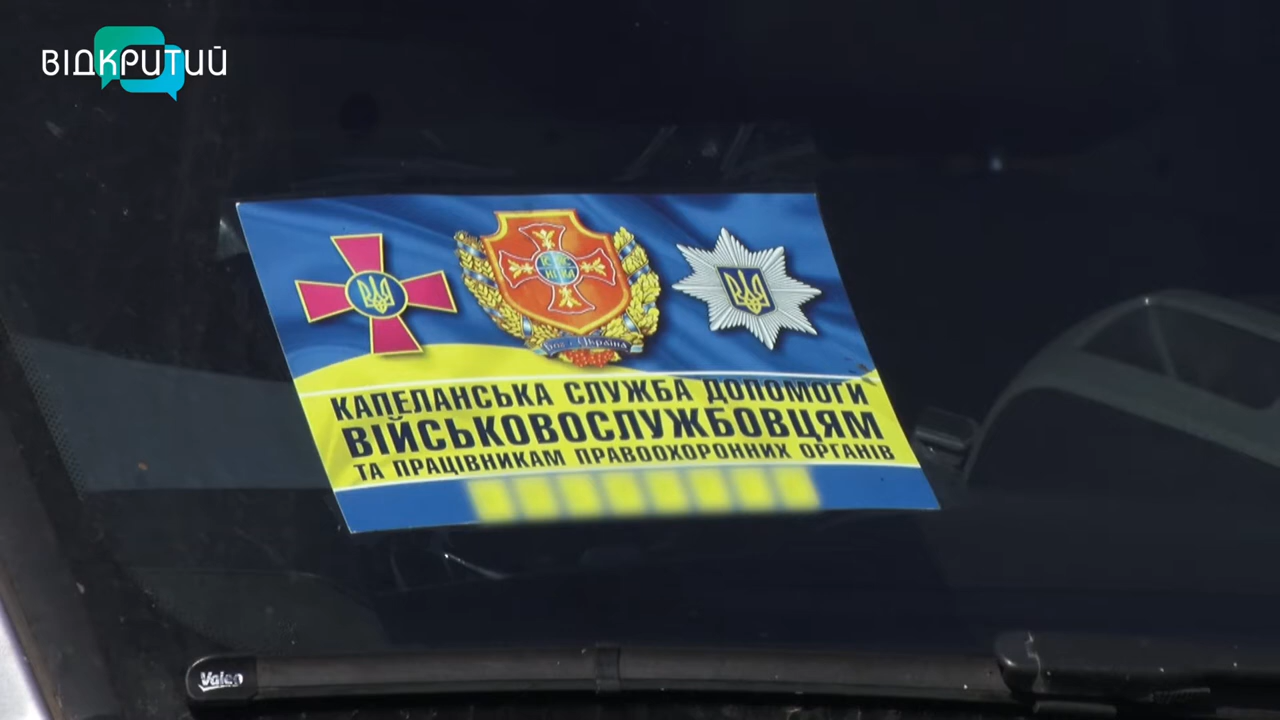 ВІДКРИТИЙ
КАПЕЛАНСЬКА СЛУЖБА ДОПОМОГИ
ВІЙСЬКОВОСЛУЖБОВЦЯМ
ТА ПРАЦІВНИКАМ ПРАВООХОРОННИХ ОРГАНІВ
Valeo